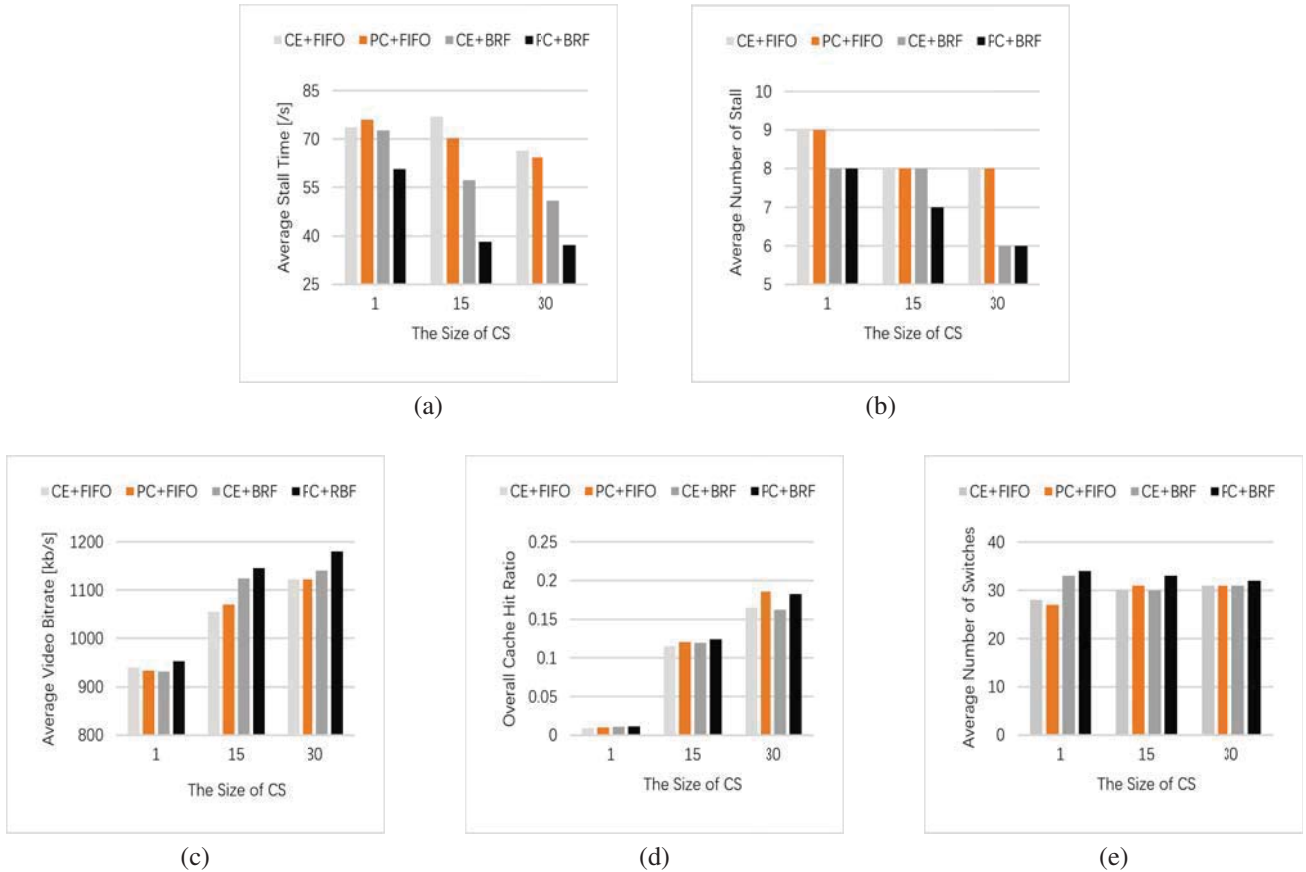 CE+FIFO PC+FIFO CE+BRF PC+BRF
85
70
55
40
25
Average Stall Time [/s]
1 15 30
The Size of CS
(a)
CE+FIFO PC+FIFO CE+BRF PC+BRF
10
9
8
7
6
5
Average Number of Stall
1 15 30
The Size of CS
(b)
CE+FIFO PC+FIFO CE+BRF PC+RBF
1200
1100
1000
900
800
Average Video Bitrate [kb/s]
1 15 30
The Size of CS
(c)
CE+FIFO PC+FIFO CE+BRF PC+BRF
0.25
0.2
0.15
0.1
0.05
0
Overall Cache Hit Ratio
1 15 30
The Size of CS
(d)
CE+FIFO PC+FIFO CE+BRF PC+BRF
40
30
20
10
0
Average Number of Switches
1 15 30
The Size of CS
(e)